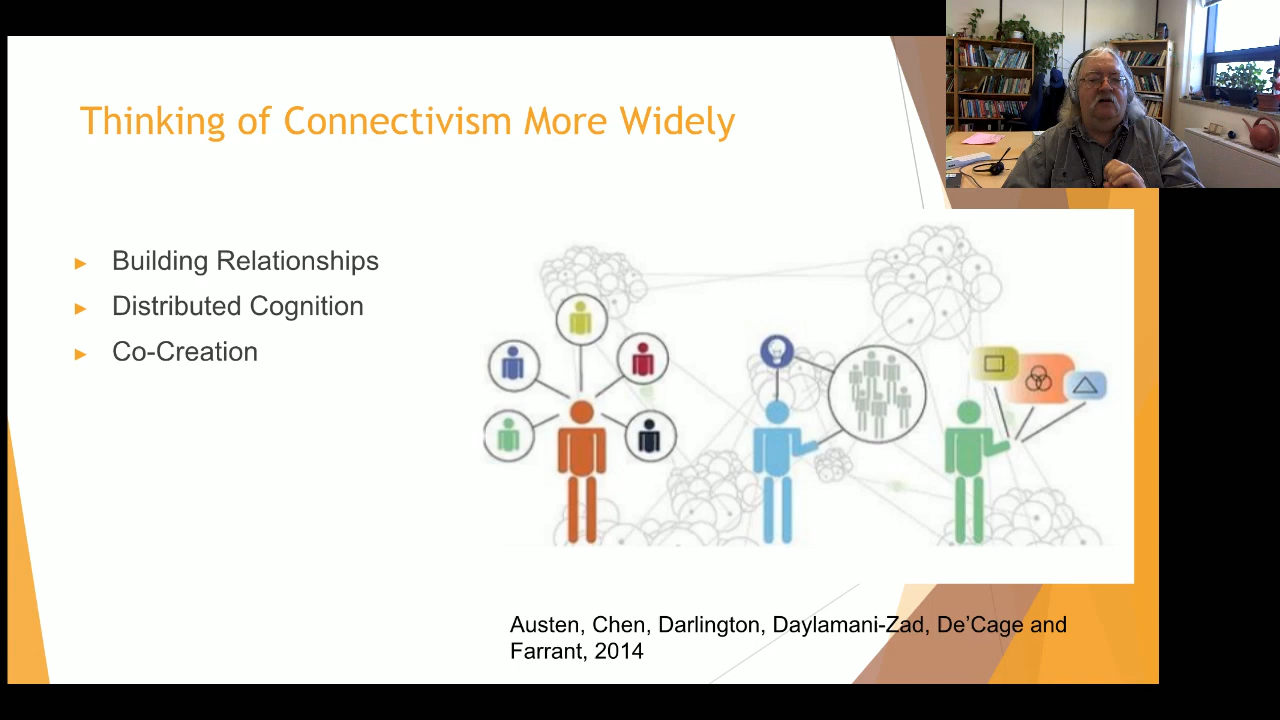 Thinking of Connectivism More Widely
Building Relationships
Distributed Cognition
Co-Creation
Austen, Chen, Darlington, Daylamani-Zad, De’Cage and
Farrant, 2014